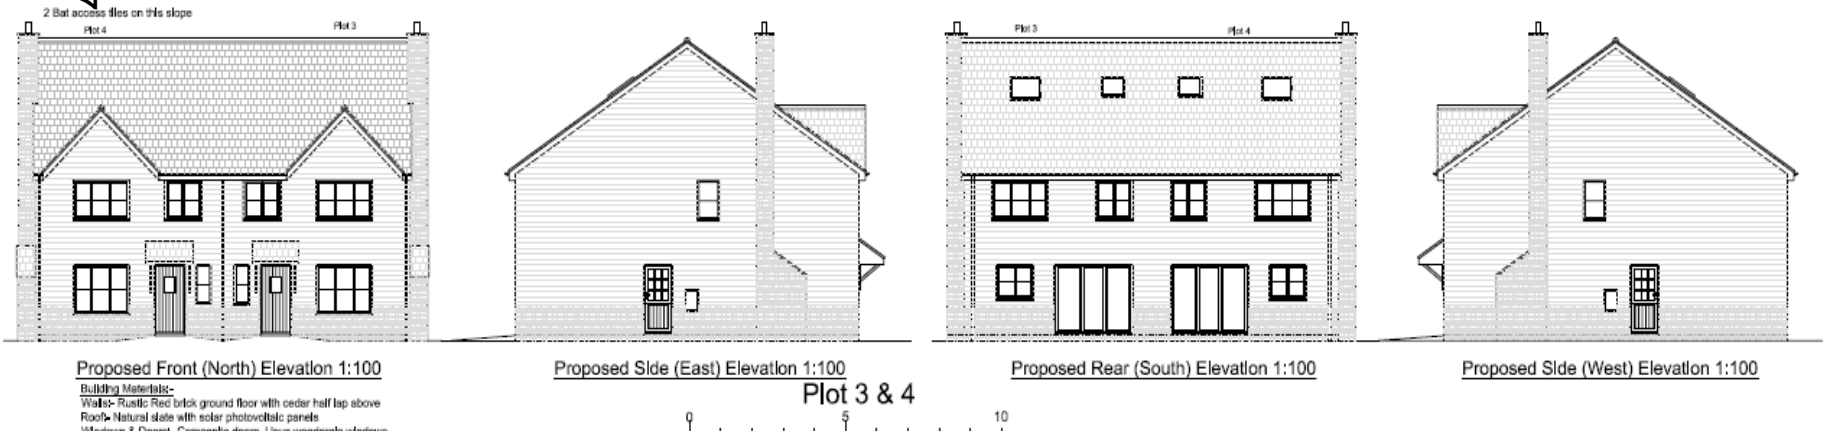 2 Bat access tiles on this slope
Plot 4
Plot 3
Plot 3
Plot 4
Proposed Front (North) Elevation 1:100
Proposed Side (East) Elevation 1:100
Proposed Rear (South) Elevation 1:100
Proposed Side (West) Elevation 1:100
Building Materials:-
Walls:- Rustic Red brick ground floor with cedar half lap above
Roof:- Natural slate with solar photovoltaic panels
Plot 3 & 4
0 5 10